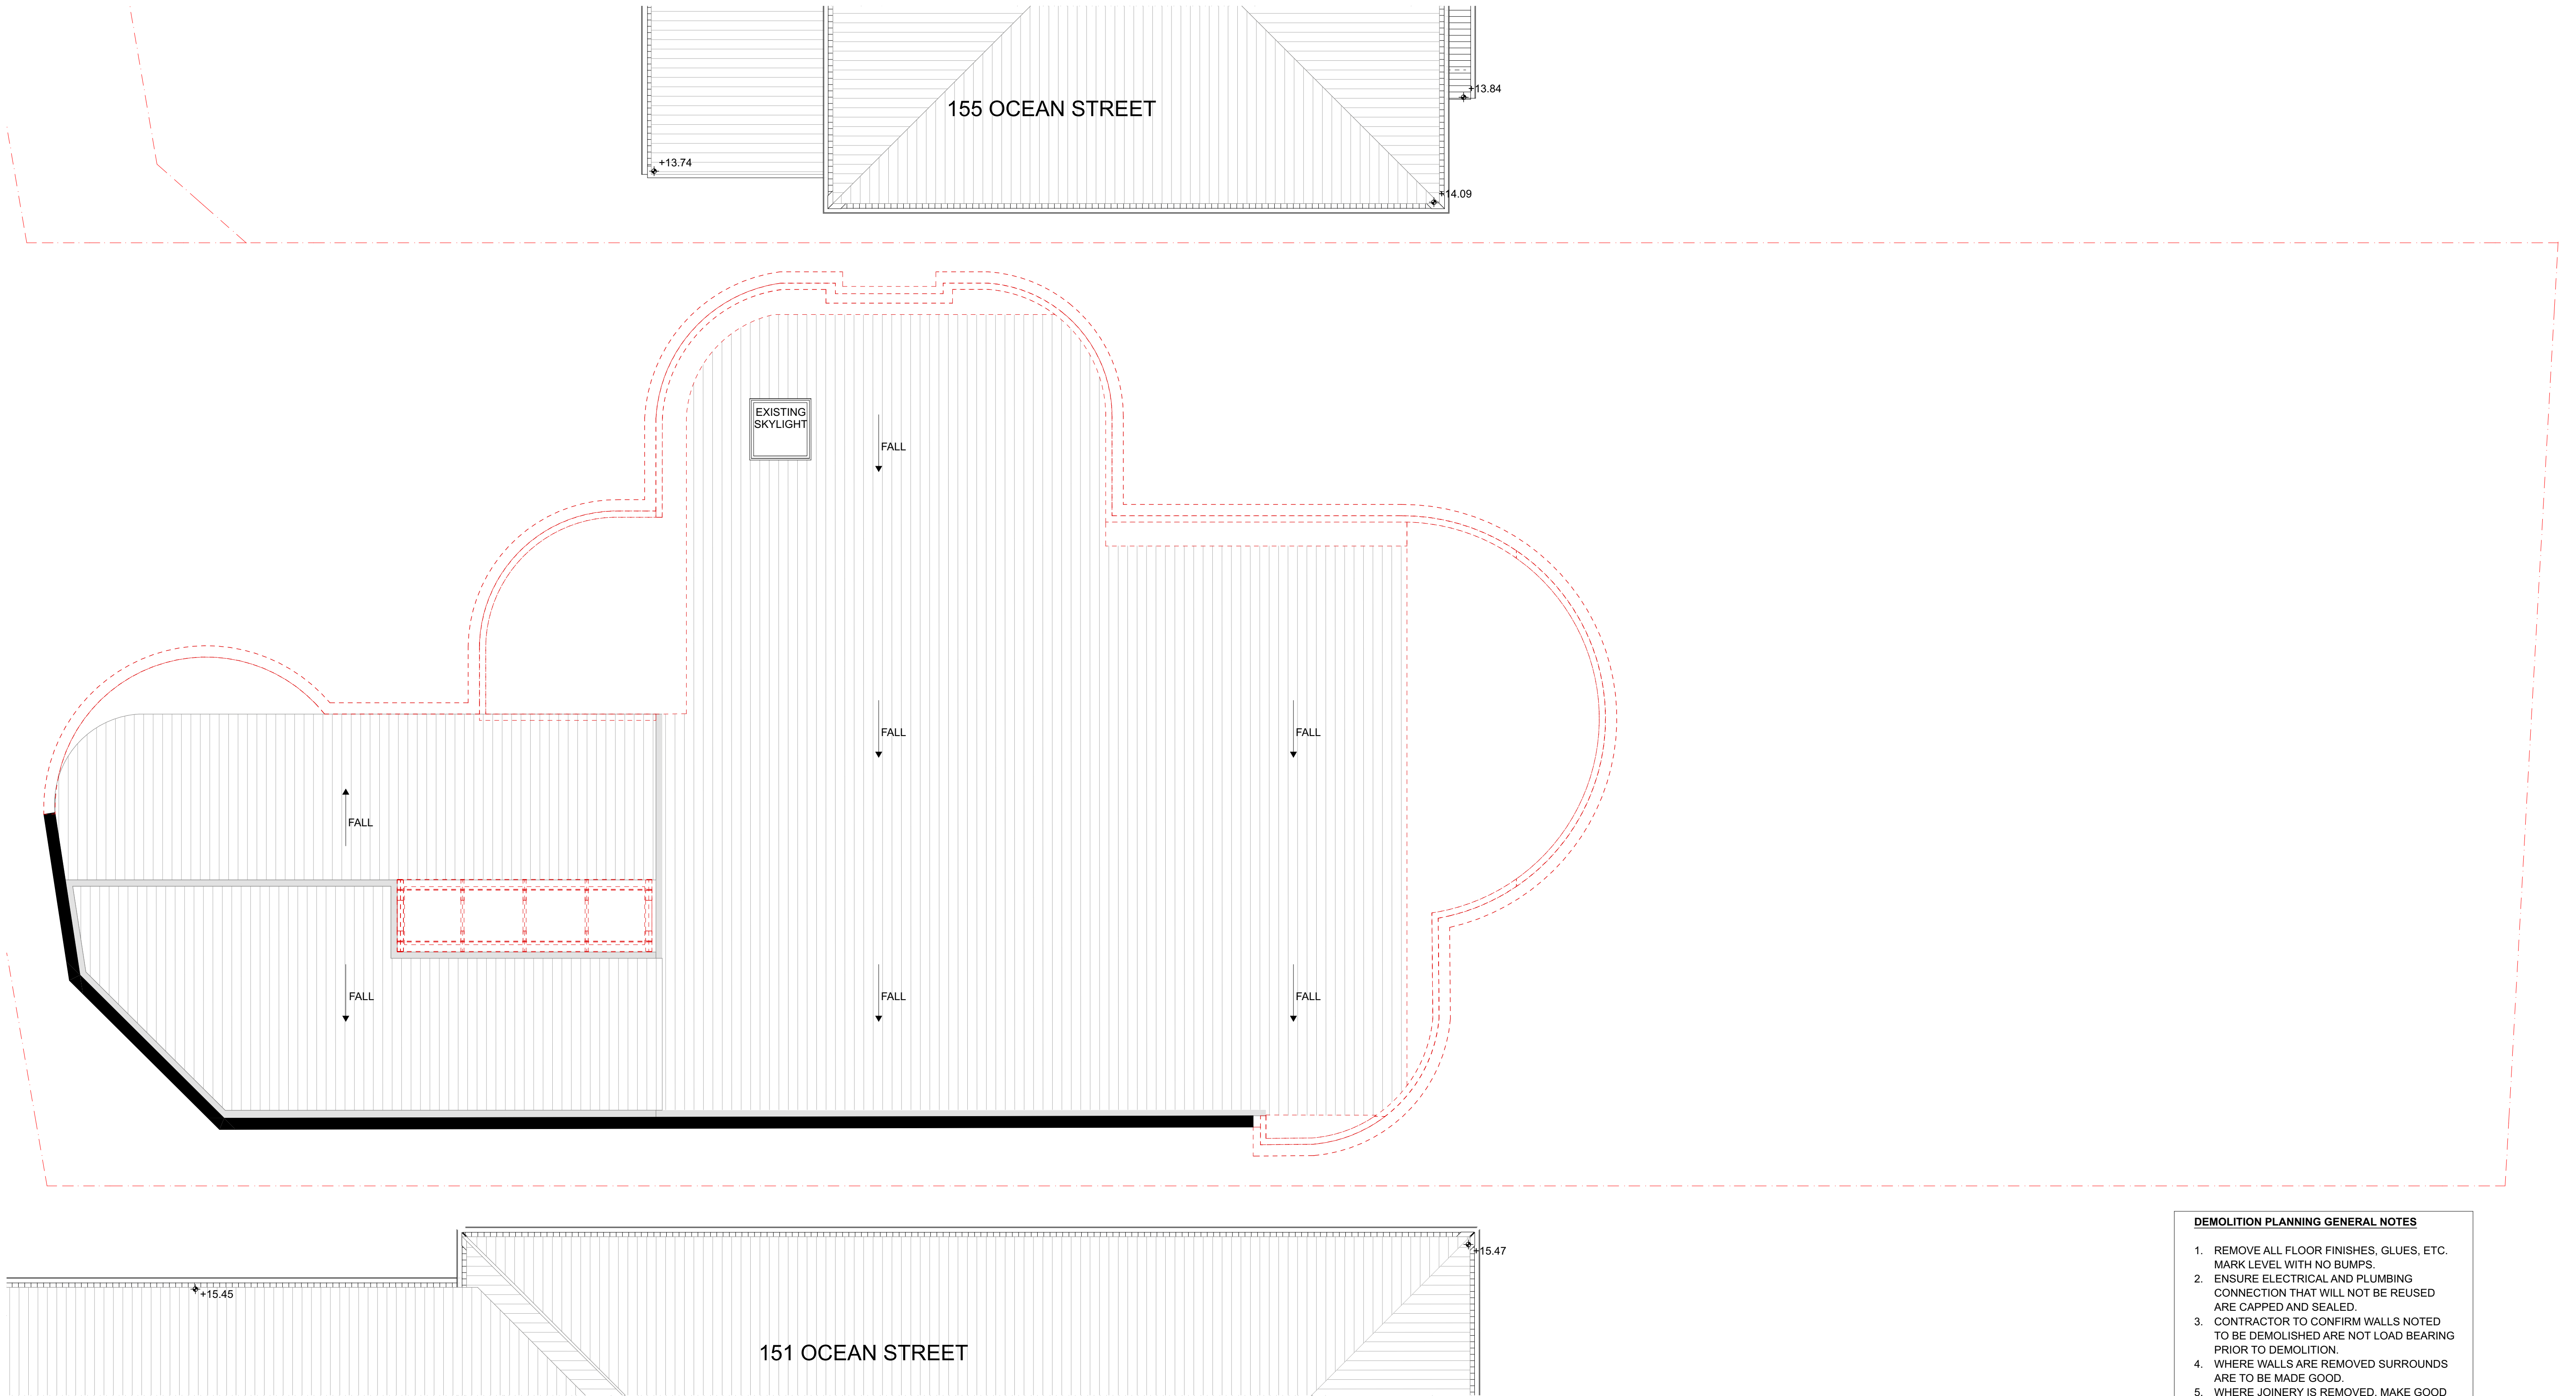 +13.84
155 OCEAN STREET
+13.74
+14.09
EXISTING
SKYLIGHT
FALL
FALL
FALL
FALL
FALL
FALL
FALL
DEMOLITION PLANNING GENERAL NOTES
1. REMOVE ALL FLOOR FINISHES, GLUES, ETC.
MARK LEVEL WITH NO BUMPS.
2. ENSURE ELECTRICAL AND PLUMBING
CONNECTION THAT WILL NOT BE REUSED
ARE CAPPED AND SEALED.
3. CONTRACTOR TO CONFIRM WALLS NOTED
TO BE DEMOLISHED ARE NOT LOAD BEARING
PRIOR TO DEMOLITION.
4. WHERE WALLS ARE REMOVED SURROUNDS
ARE TO BE MADE GOOD.
5. WHERE JOINERY IS REMOVED, MAKE GOOD
+15.47
+15.45
151 OCEAN STREET